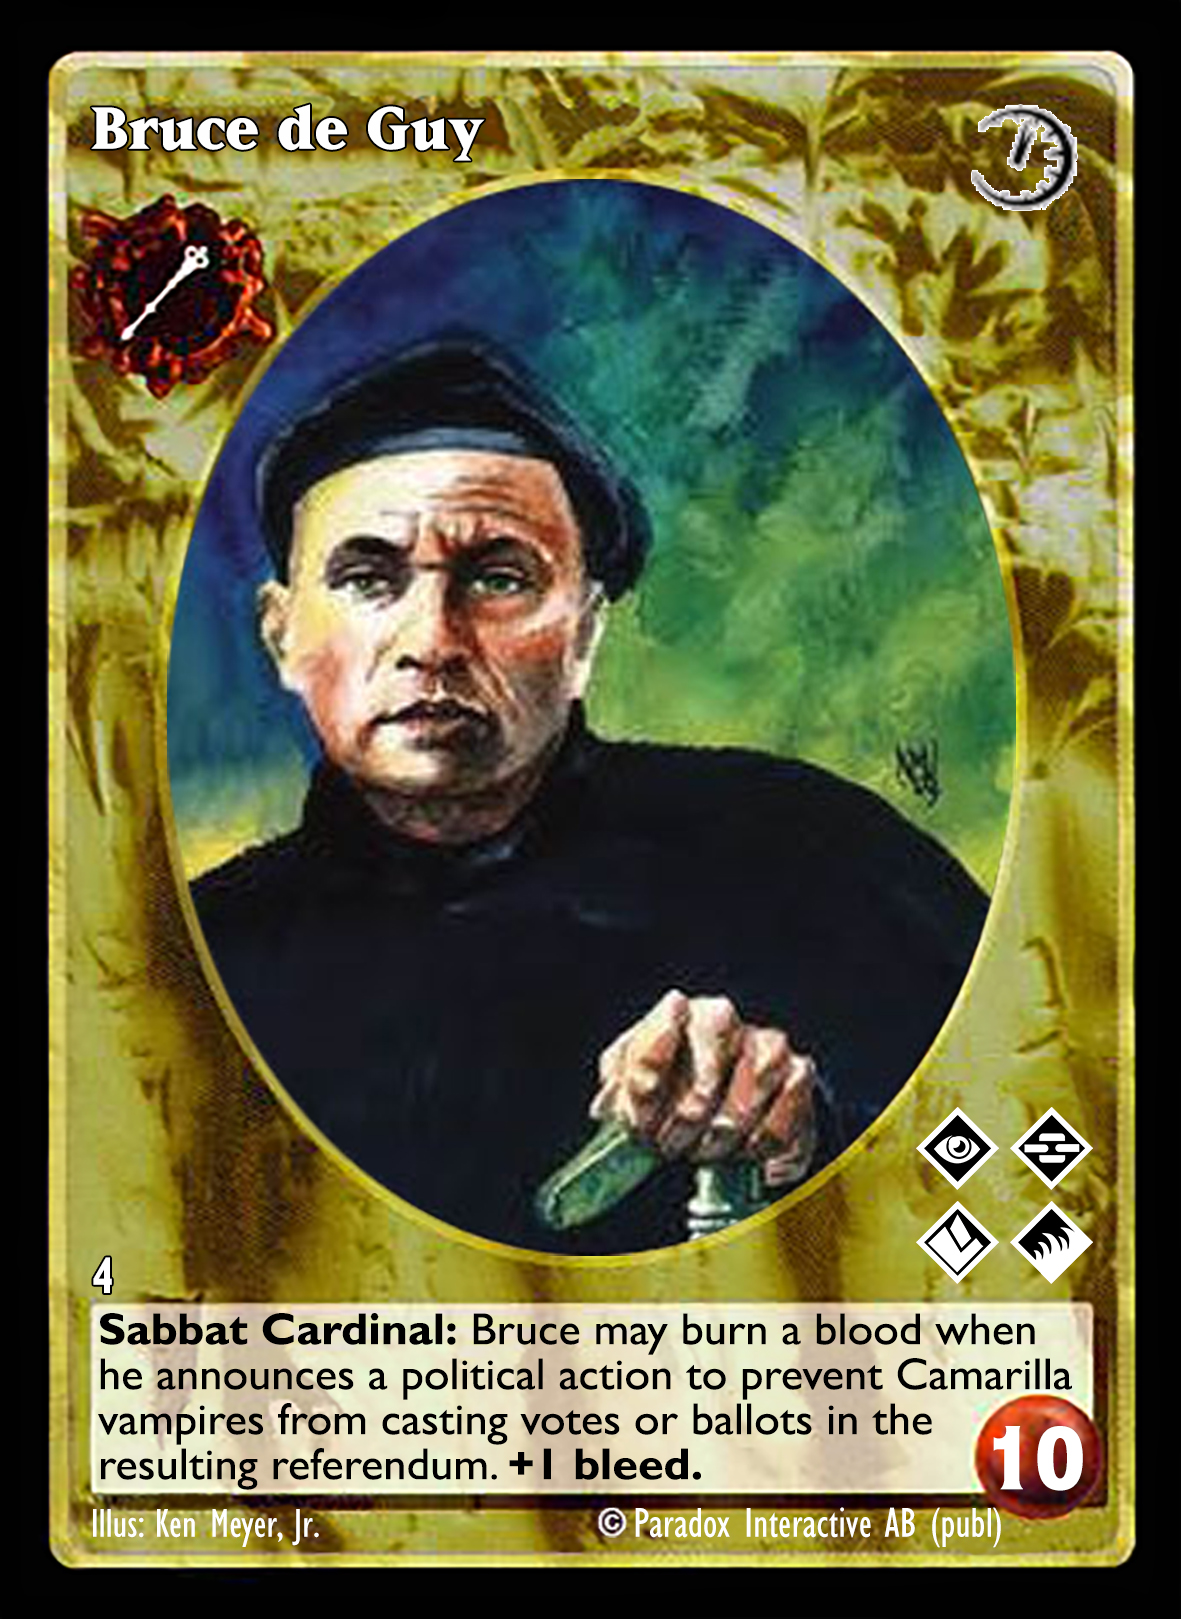 Bruce de Guy
4
Sabbat Cardinal: Bruce may burn a blood when
he announces a political action to prevent Camarilla
vampires from casting votes or ballots in the
resulting referendum. +1 bleed.
10
Illus: Ken Meyer, Jr.
© Paradox Interactive AB (publ)